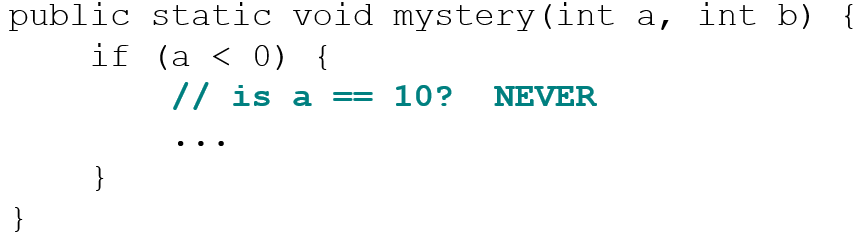 public static void mystery(int a, int b) {
    if (a < 0) {
        // is a == 10?  NEVER
        ...
    }
}